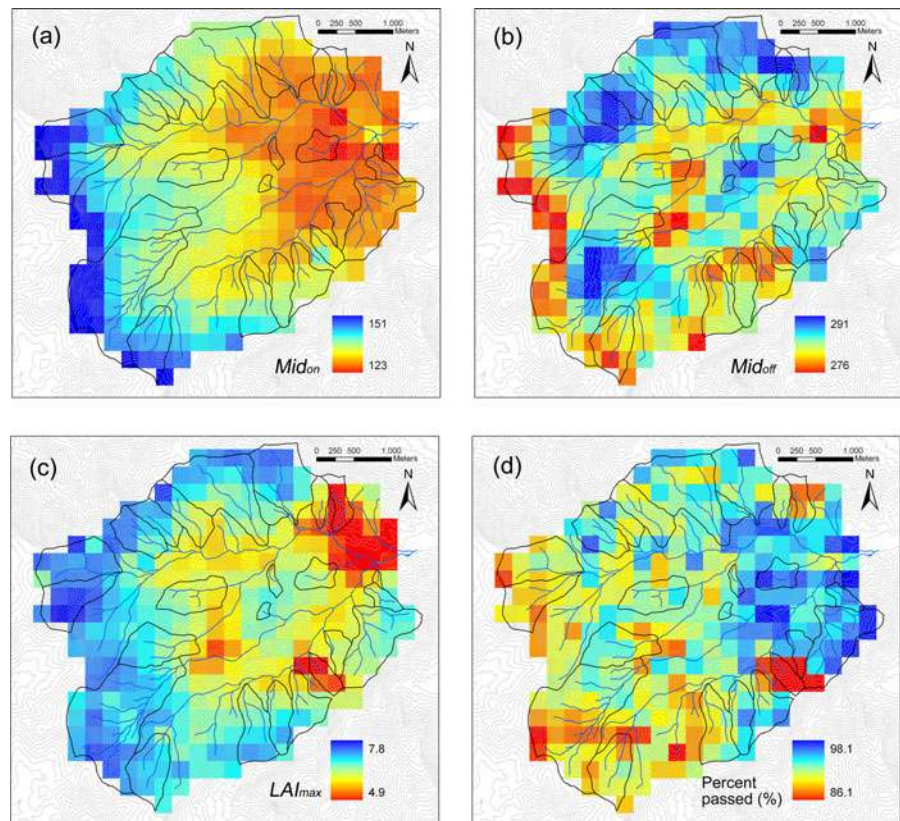 (a)
0 250 500 1,000
Meters
N
151
123
Midon
(b)
0 250 500 1,000
Meters
N
291
276
Midoff
(c)
0 250 500 1,000
Meters
N
7.8
4.9
LAImax
(d)
0 250 500 1,000
Meters
N
98.1
86.1
Percent
passed (%)